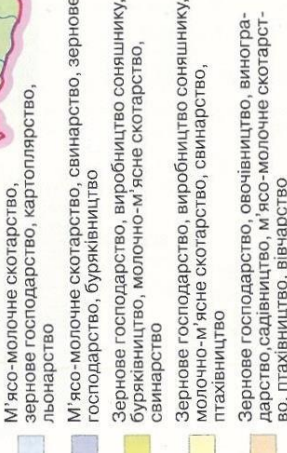 М’ясо-молочне скотарство,
зернове господарство, картоплярство,
льонарство
М’ясо-молочне скотарство, свинарство, зернове
господарство, буряківництво
Зернове господарство, виробництво соняшнику,
буряківництво, молочно-м’ясне скотарство,
свинарство
Зернове господарство, виробництво соняшнику,
молочно-м’ясне скотарство, свинарство,
птахівництво
Зернове господарство, овочівництво, виногра-
дарство,садівництво, м’ясо-молочне скотарст-
во, птахівництво, вівчарство